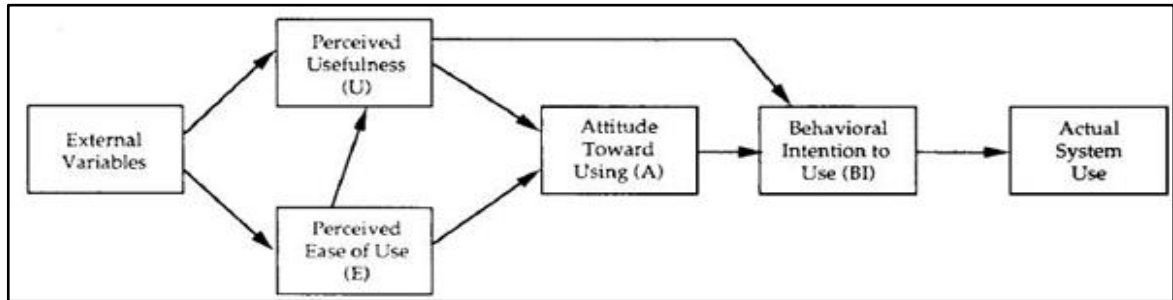 Perceived
Usefulness
(U)
External
Variables
Attitude
Toward
Using (A)
Behavioral
Intention to
Use (BI)
Actual
System
Use
Perceived
Ease of Use
(E)